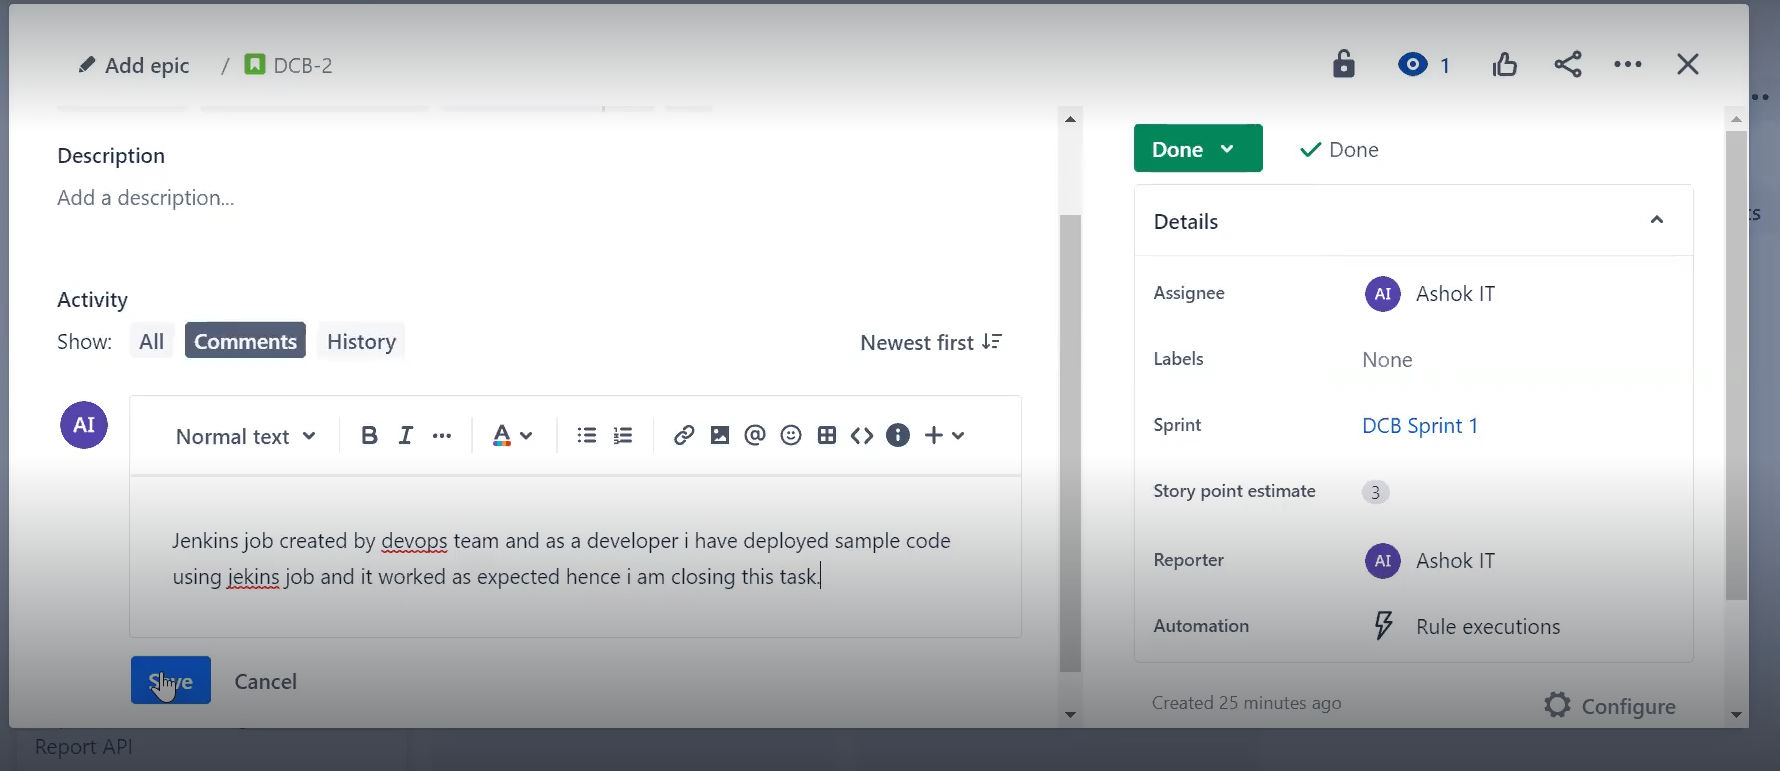 Add epic / DCB-2
1
Description
Add a description...
Activity
Show: All Comments History
Newest first
AI
Normal text B I ... A @
Jenkins job created by devops team and as a developer i have deployed sample code
using jekins job and it worked as expected hence i am closing this task.
Save Cancel
Done
Done
Details
Assignee AI Ashok IT
Labels None
Sprint DCB Sprint 1
Story point estimate 3
Reporter AI Ashok IT
Automation Rule executions
Created 25 minutes ago
Configure
Report API